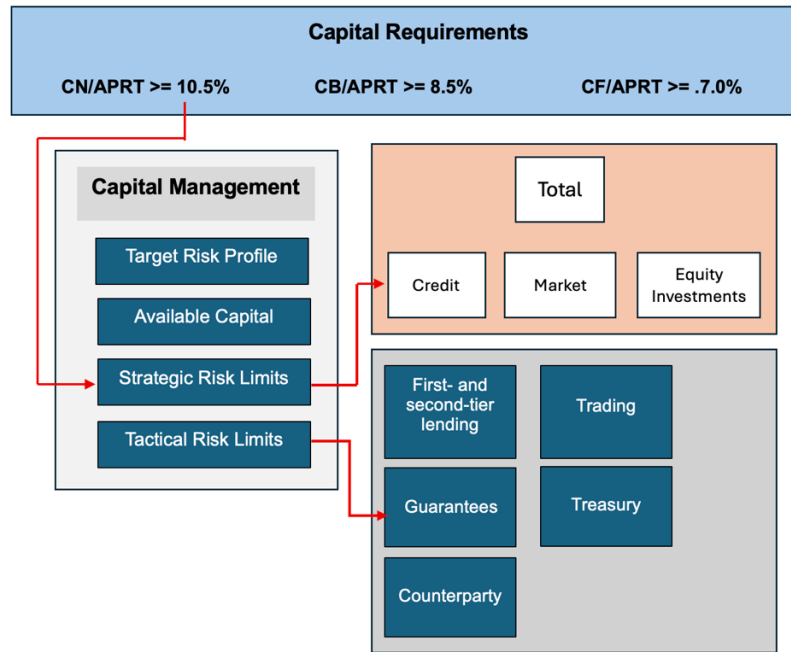 Capital Requirements
CN/APRT >= 10.5%
CB/APRT >= 8.5%
CF/APRT >= .7.0%
Capital Management
Target Risk Profile
Available Capital
Strategic Risk Limits
Tactical Risk Limits
Total
Credit
Market
Equity
Investments
First- and
second-tier
lending
Trading
Guarantees
Treasury
Counterparty